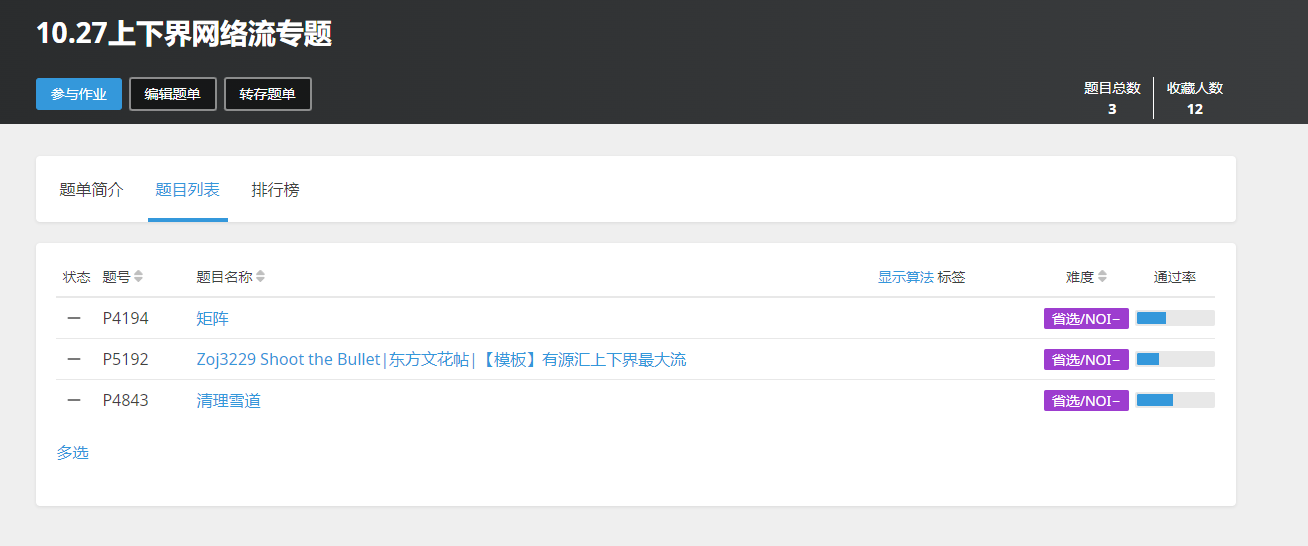 10.27上下界网络流专题
参与作业 编辑题单 转存题单
题目总数 收藏人数
3 12
题单简介 题目列表 排行榜
状态 题号 题目名称 显示算法 标签 难度 通过率
— P4194 矩阵 省选/NOI−
— P5192 Zoj3229 Shoot the Bullet|东方文花帖|【模板】有源汇上下界最大流 省选/NOI−
— P4843 清理雪道 省选/NOI−
多选